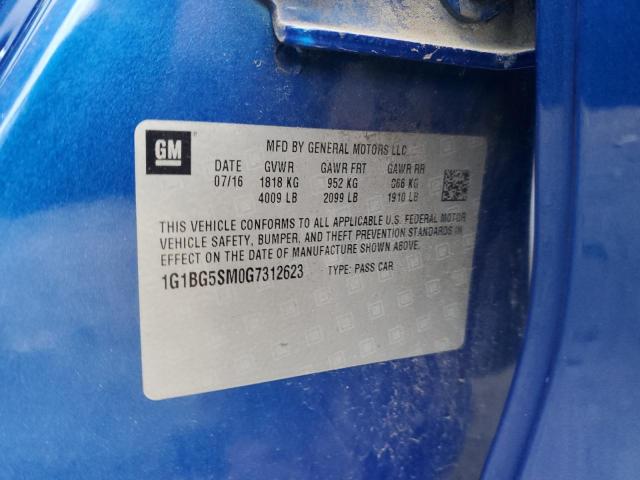 GM
MFD BY GENERAL MOTORS LLC
DATE GVWR GAWR FRT GAWR RR
07/16 1818 KG 952 KG 866 KG
4009 LB 2099 LB 1910 LB
THIS VEHICLE CONFORMS TO ALL APPLICABLE U.S. FEDERAL MOTOR
VEHICLE SAFETY, BUMPER, AND THEFT PREVENTION STANDARDS IN
EFFECT ON THE DATE OF MANUFACTURE SHOWN ABOVE.
1G1BG5SM0G7312623 TYPE: PASS CAR